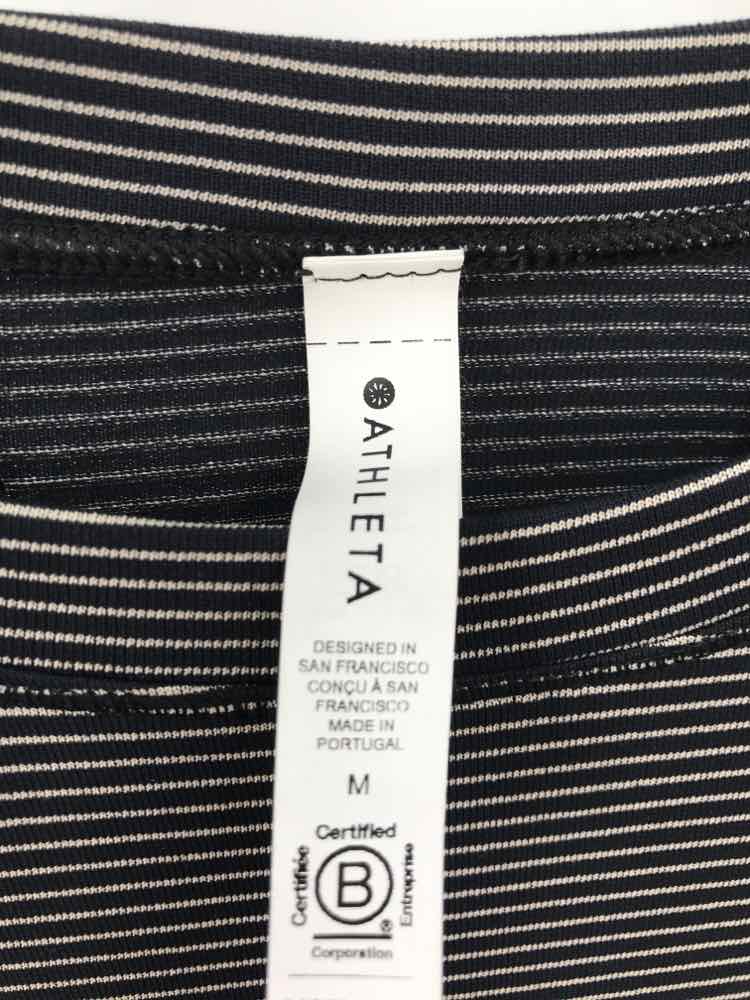 ATHLETA
DESIGNED IN
SAN FRANCISCO
CONÇU À SAN
FRANCISCO
MADE IN
PORTUGAL
M
Certified
Certifiée
B
Entreprise
®
Corporation